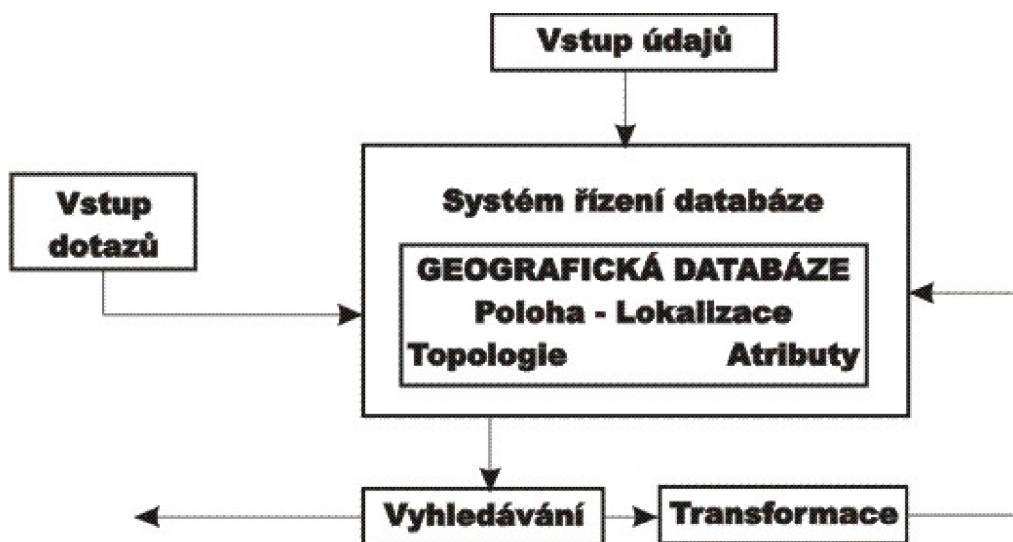 Vstup údajů
Vstup
dotazů
Systém řízení databáze
GEOGRAFICKÁ DATABÁZE
Poloha - Lokalizace
Topologie Atributy
Vyhledávání
Transformace